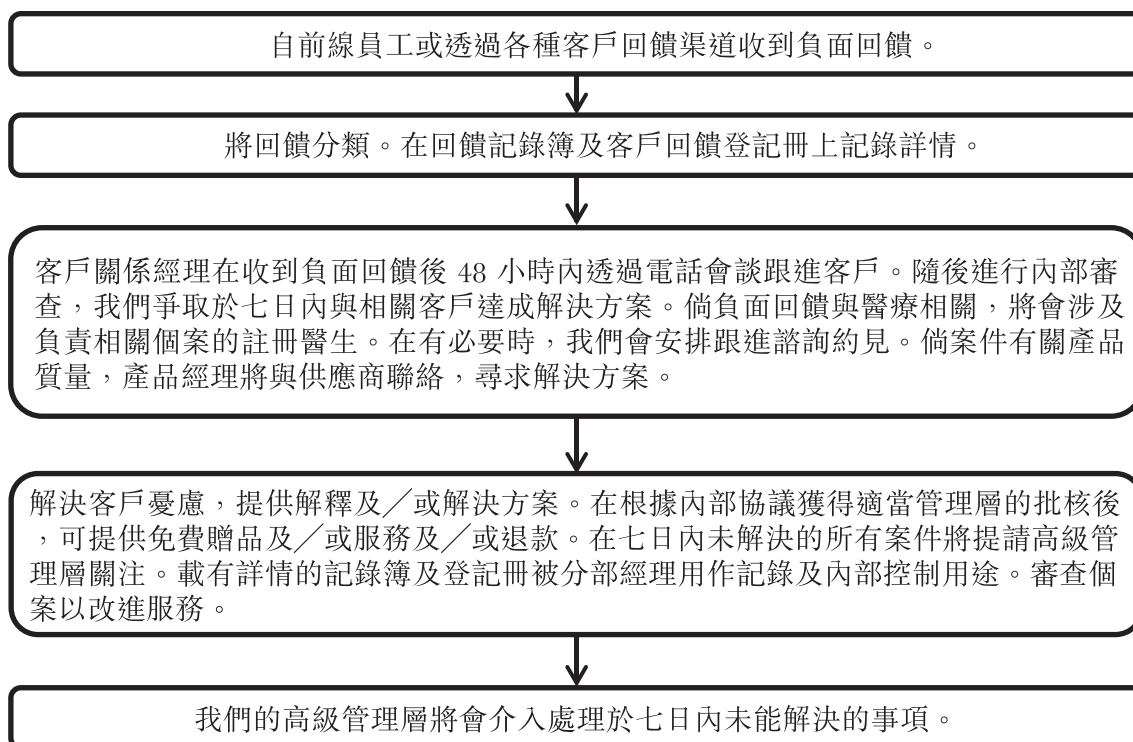 自前線員工或透過各種客戶回饋渠道收到負面回饋。
將回饋分類。在回饋記錄簿及客戶回饋登記冊上記錄詳情。
客戶關係經理在收到負面回饋後 48 小時內透過電話會談跟進客戶。隨後進行內部審
查，我們爭取於七日內與相關客戶達成解決方案。倘負面回饋與醫療相關，將會涉及
負責相關個案的註冊醫生。在有必要時，我們會安排跟進諮詢約見。倘案件有關產品
質量，產品經理將與供應商聯絡，尋求解決方案。
解決客戶憂慮，提供解釋及╱或解決方案。在根據內部協議獲得適當管理層的批核後
，可提供免費贈品及╱或服務及╱或退款。在七日內未解決的所有案件將提請高級管
理層關注。載有詳情的記錄簿及登記冊被分部經理用作記錄及內部控制用途。審查個
案以改進服務。
我們的高級管理層將會介入處理於七日內未能解決的事項。